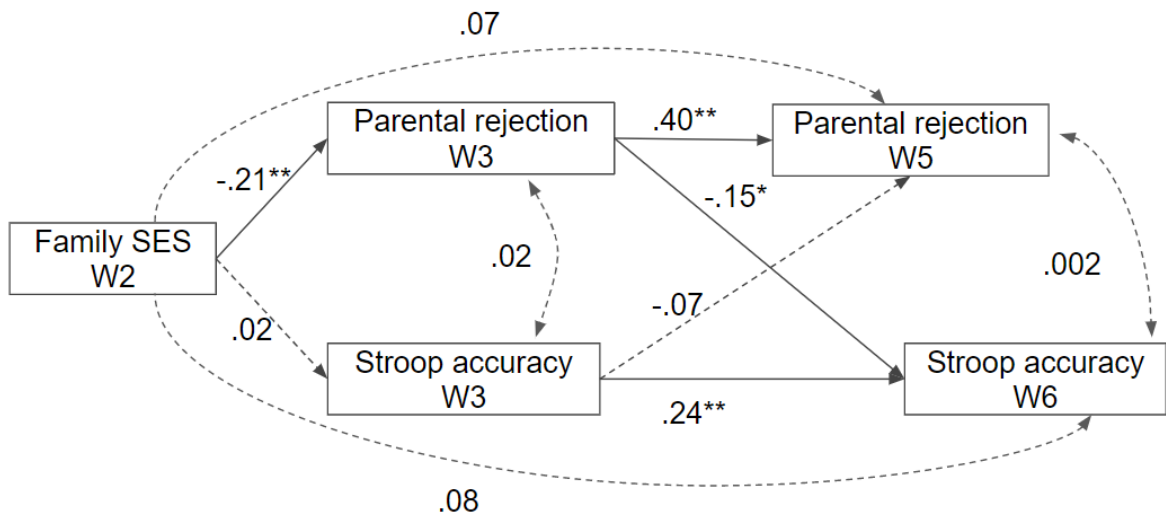 .07
Parental rejection
W3
.40**
Parental rejection
W5
-.21**
-.15*
Family SES
W2
.02
.002
.02
-.07
Stroop accuracy
W3
Stroop accuracy
W6
.24**
.08